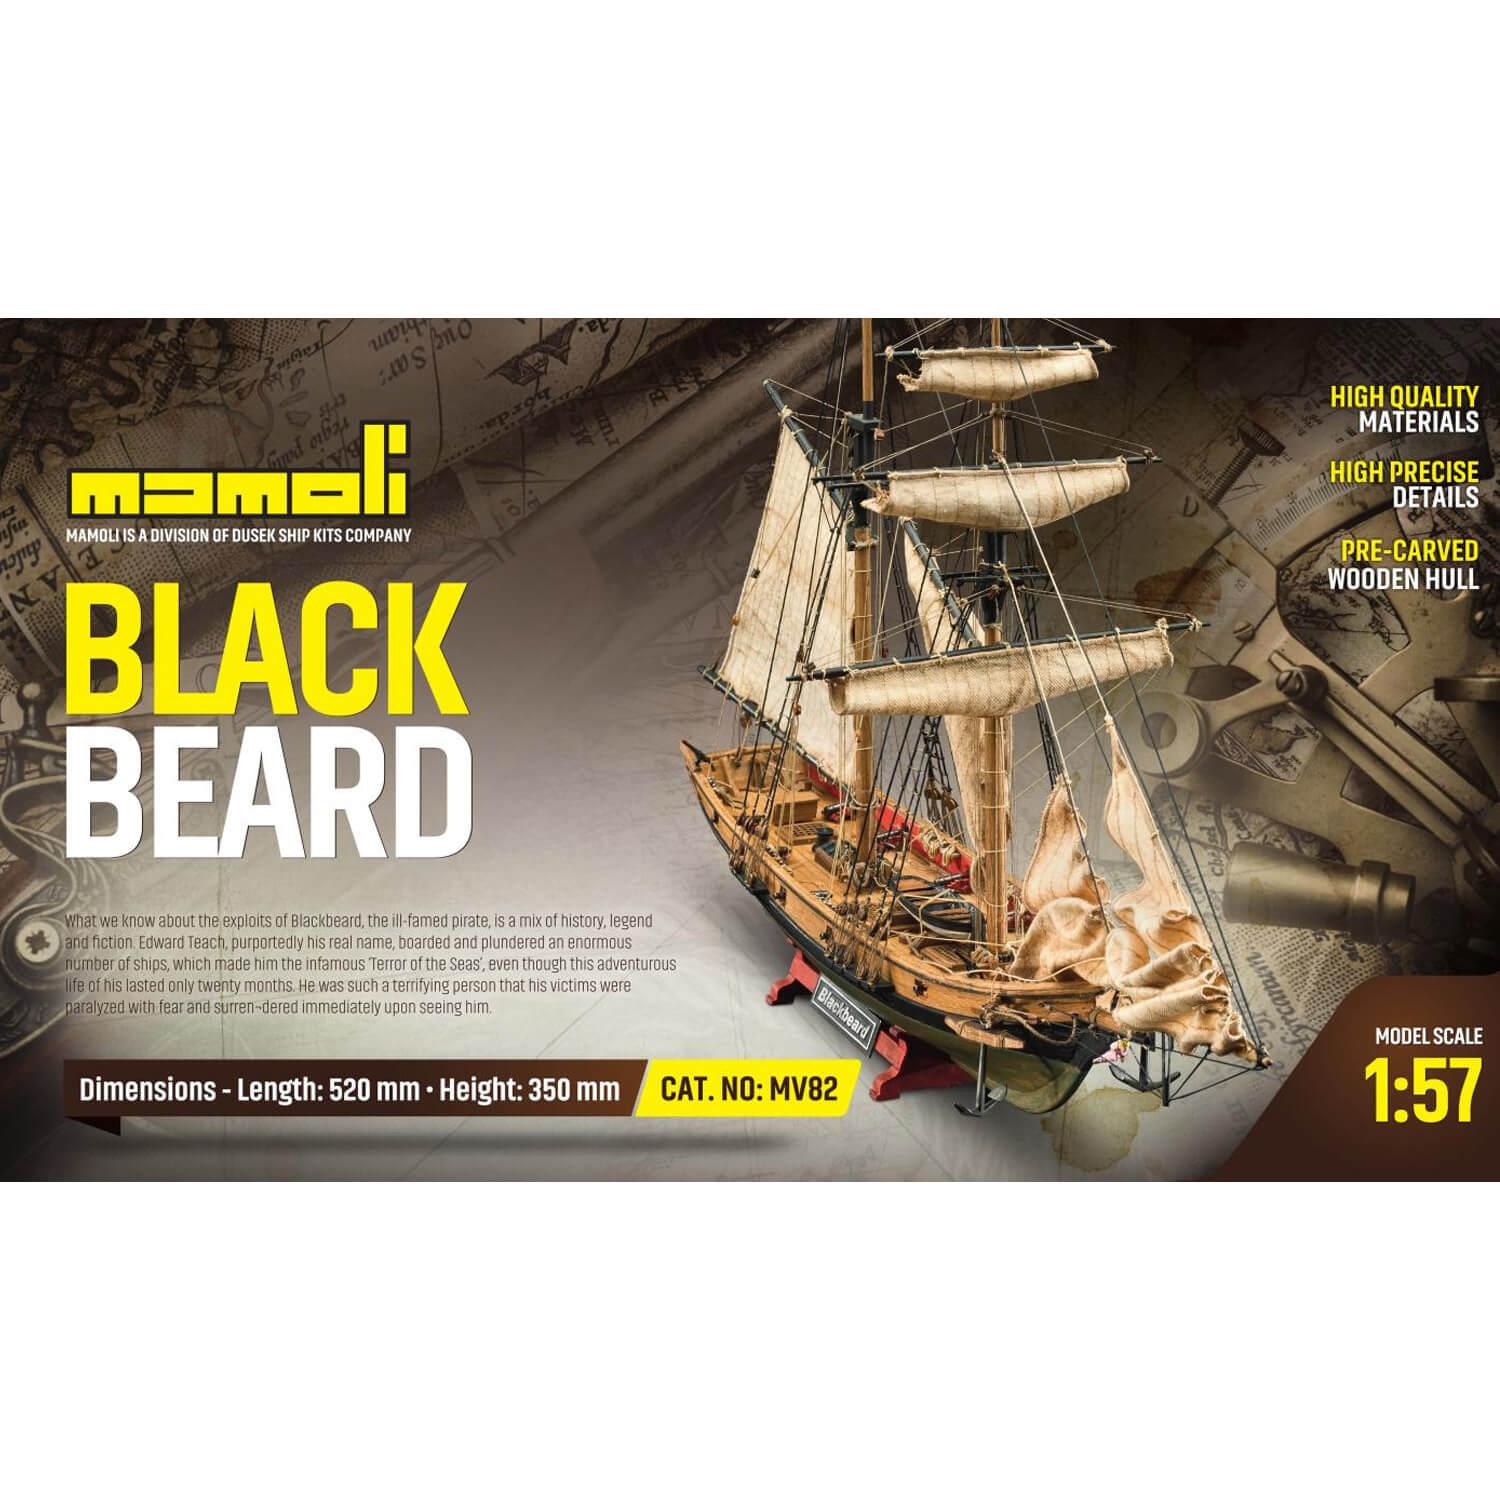 mamoli
MAMOLI IS A DIVISION OF DUSEK SHIP KITS COMPANY
BLACK
BEARD
What we know about the exploits of Blackbeard, the ill-famed pirate, is a mix of history, legend
and fiction. Edward Teach, purportedly his real name, boarded and plundered an enormous
number of ships, which made him the infamous 'Terror of the Seas', even though this adventurous
life of his lasted only twenty months. He was such a terrifying person that his victims were
paralyzed with fear and surren-dered immediately upon seeing him.
Dimensions - Length: 520 mm • Height: 350 mm
CAT. NO: MV82
Blackbeard
HIGH QUALITY
MATERIALS
HIGH PRECISE
DETAILS
PRE-CARVED
WOODEN HULL
MODEL SCALE
1:57